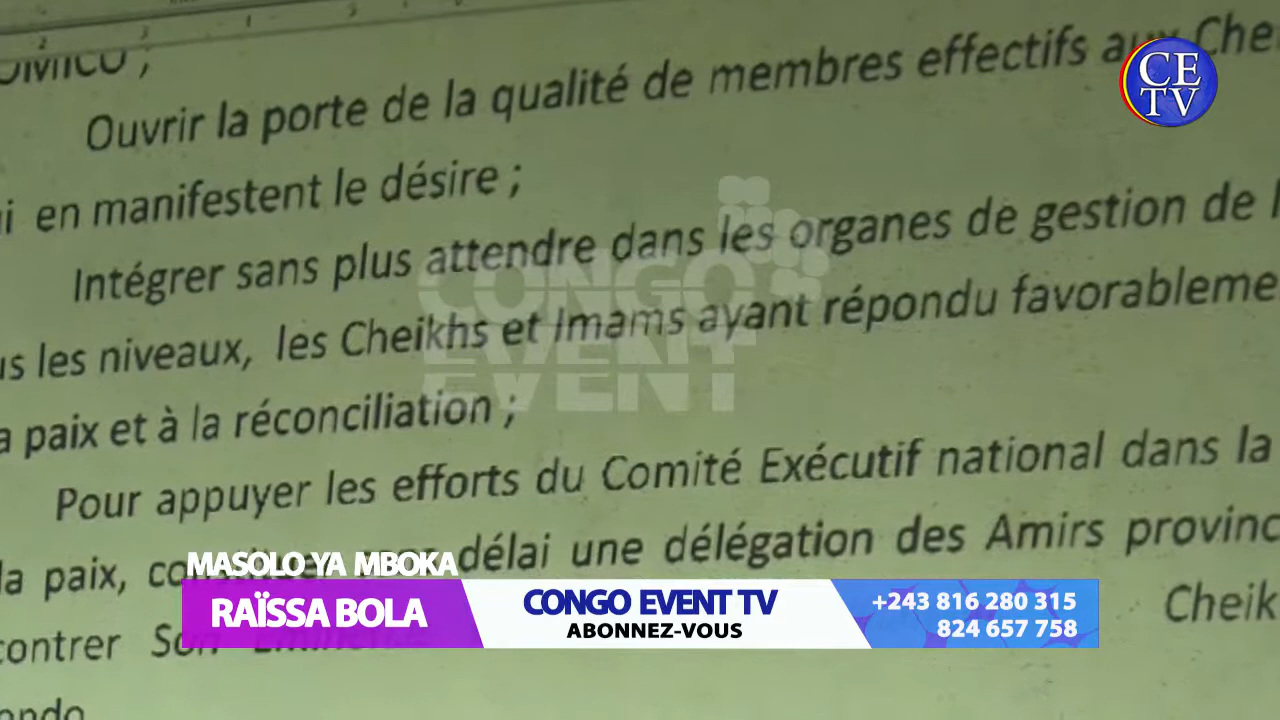 Ouvrir la porte de la qualité de membres effectifs aux Che
en manifestent le désire ;
Intégrer sans plus attendre dans les organes de gestion de
les niveaux, les Cheikhs et Imams ayant répondu favorableme
paix et à la réconciliation ;
Pour appuyer les efforts du Comité Exécutif national dans la
la paix, délai une délégation des Amirs provinc
contrer Son Cheik
CE
TV
CONGO
EVENT
MASOLO YA MBOKA
RAÏSSA BOLA
CONGO EVENT TV
ABONNEZ-VOUS
+243 816 280 315
824 657 758